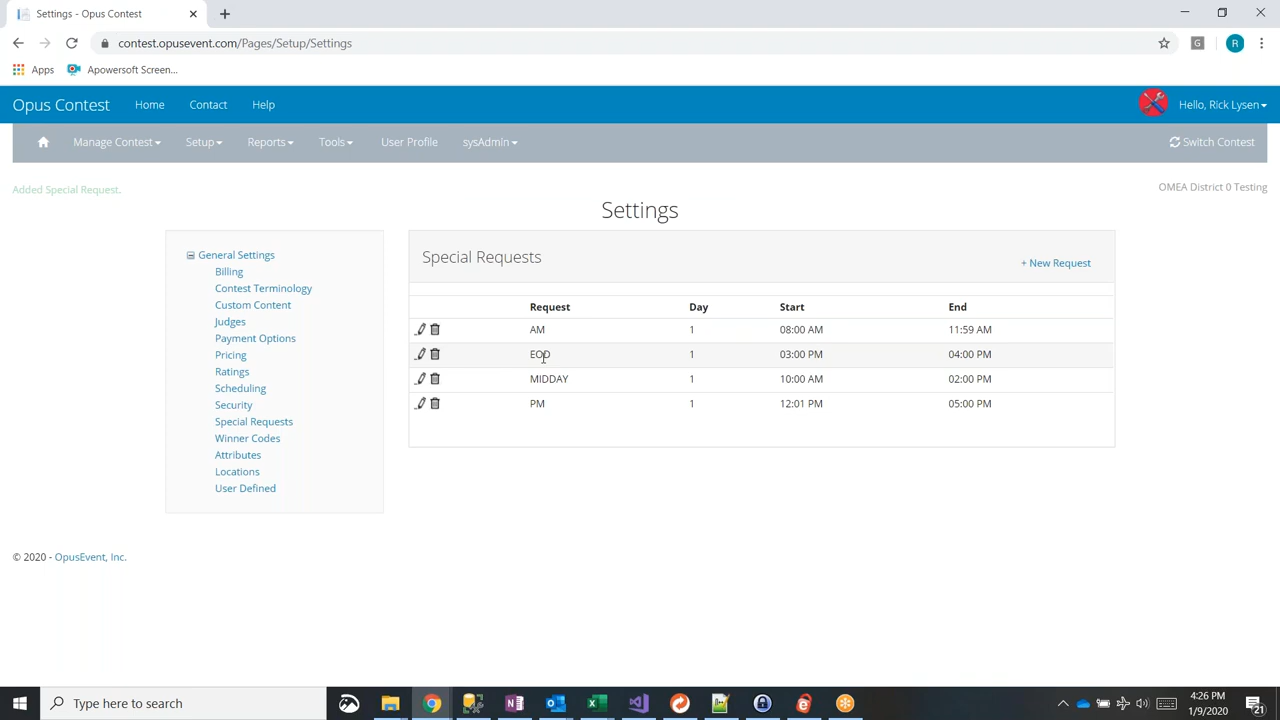 Settings - Opus Contest
contest.opusevent.com/Pages/Setup/Settings
G
R
Apps
Apowersoft Screen...
Opus Contest
Home
Contact
Help
Hello, Rick Lysen
Manage Contest
Setup
Reports
Tools
User Profile
sysAdmin
Switch Contest
Added Special Request.
OMEA District 0 Testing
Settings
General Settings
Billing
Contest Terminology
Custom Content
Judges
Payment Options
Pricing
Ratings
Scheduling
Security
Special Requests
Winner Codes
Attributes
Locations
User Defined
Special Requests
+ New Request
Request Day Start End
AM 1 08:00 AM 11:59 AM
EOD 1 03:00 PM 04:00 PM
MIDDAY 1 10:00 AM 02:00 PM
PM 1 12:01 PM 05:00 PM
© 2020 - OpusEvent, Inc.
Type here to search
4:26 PM
1/9/2020
21